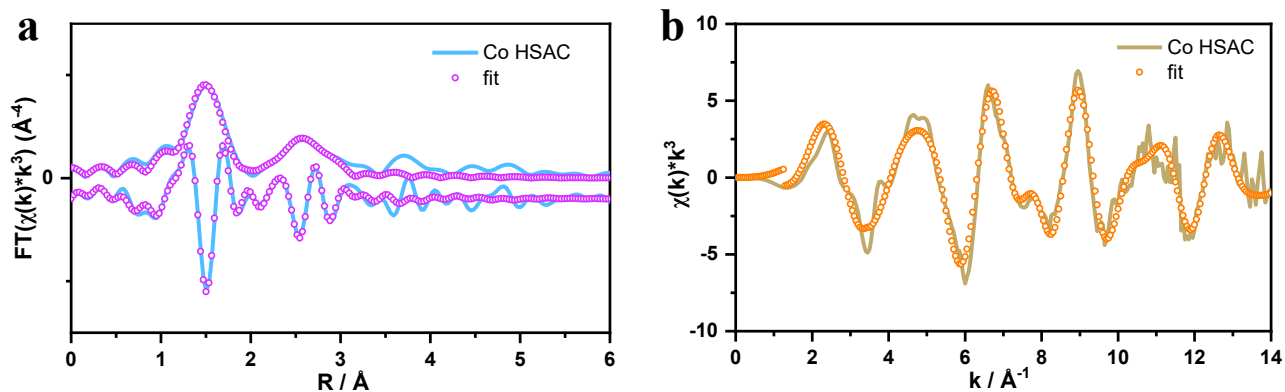 a
Co HSAC
fit
FT(χ(k)*k³) (Å⁻⁴)
0
0 1 2 3 4 5 6
R / Å
b
Co HSAC
fit
χ(k)*k³
10
5
0
-5
-10
0 2 4 6 8 10 12 14
k / Å⁻¹